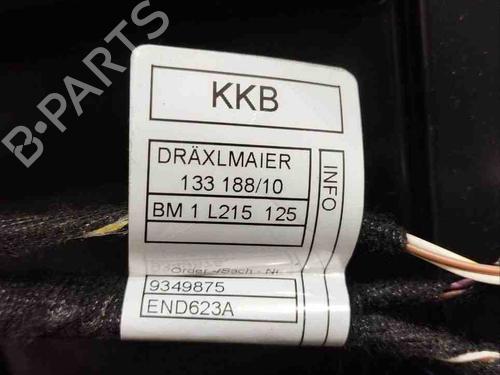 B-PARTS
KKB
DRÄXLMAIER
133 188/10
BM 1 L215 125
INFO
9349875
END623A